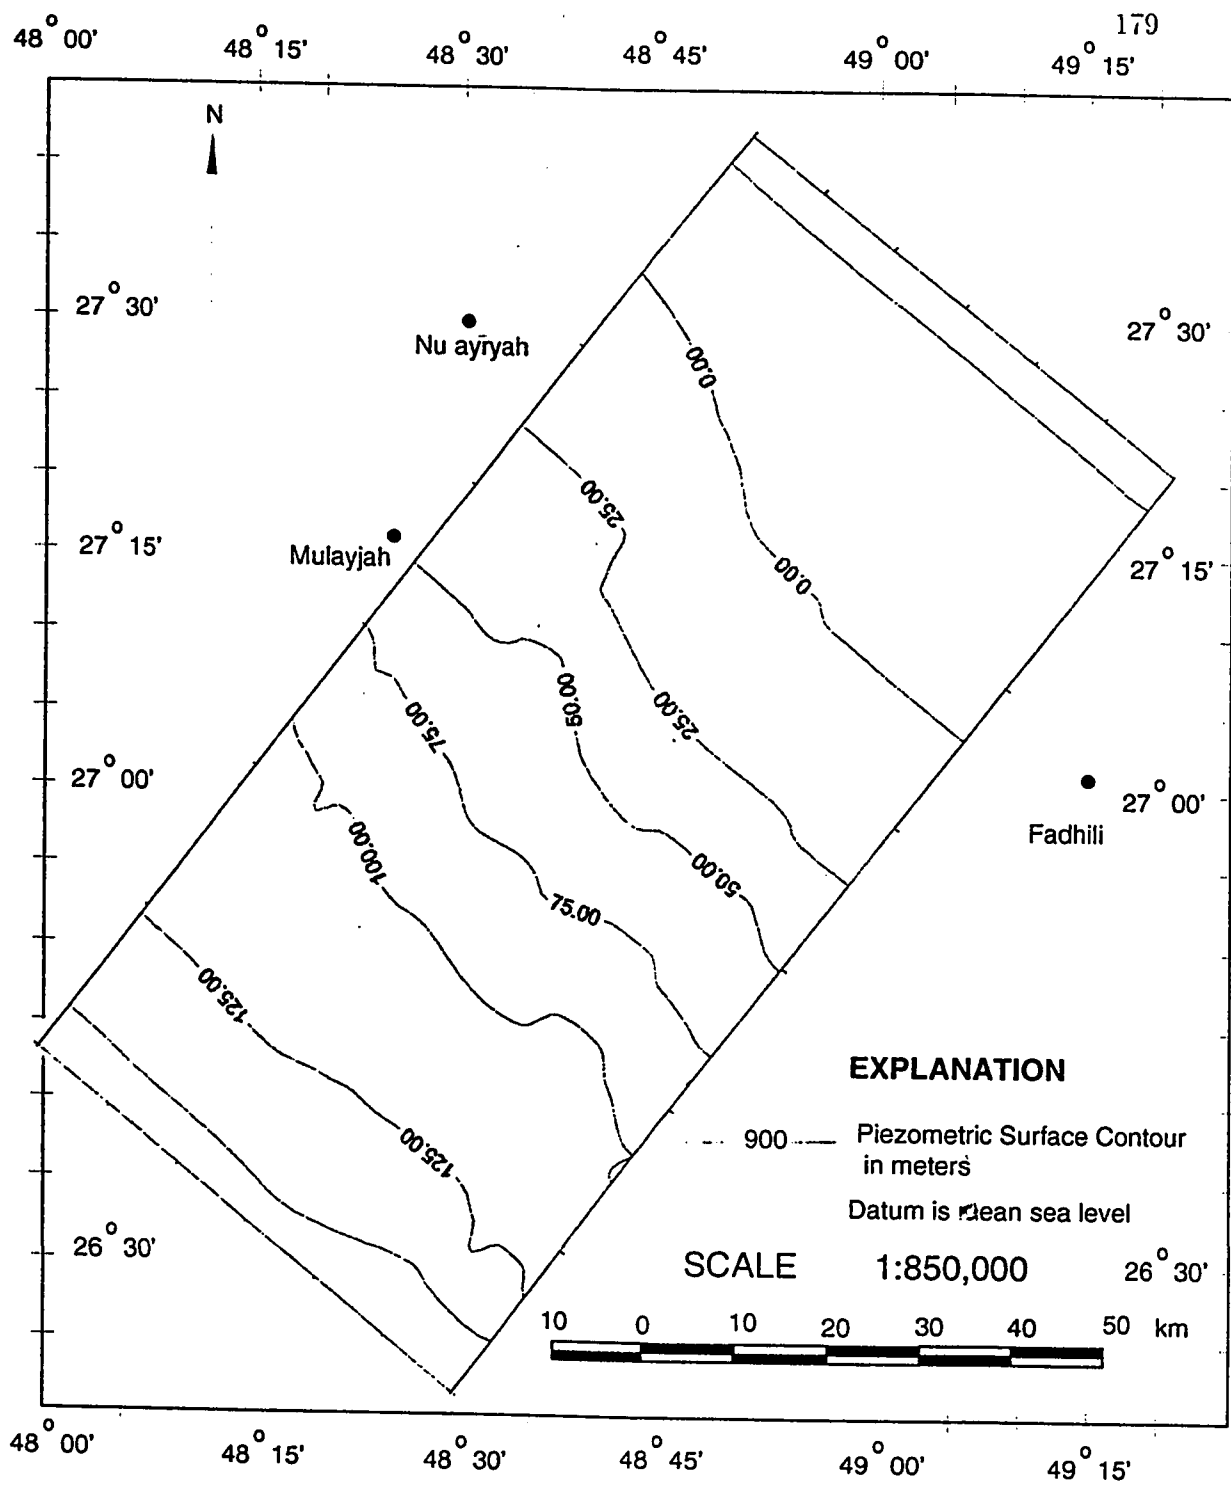 179
48° 00' 48° 15' 48° 30' 48° 45' 49° 00' 49° 15'
N
27° 30' 27° 30'
Nu ayryah
0.00
25.00
27° 15' 27° 15'
Mulayjah
0.00
50.00
25.00
75.00
27° 00' 27° 00'
Fadhili
100.00
50.00
75.00
125.00
EXPLANATION
900 Piezometric Surface Contour
in meters
125.00
Datum is Mean sea level
26° 30' SCALE 1:850,000 26° 30'
10 0 10 20 30 40 50 km
48° 00' 48° 15' 48° 30' 48° 45' 49° 00' 49° 15'